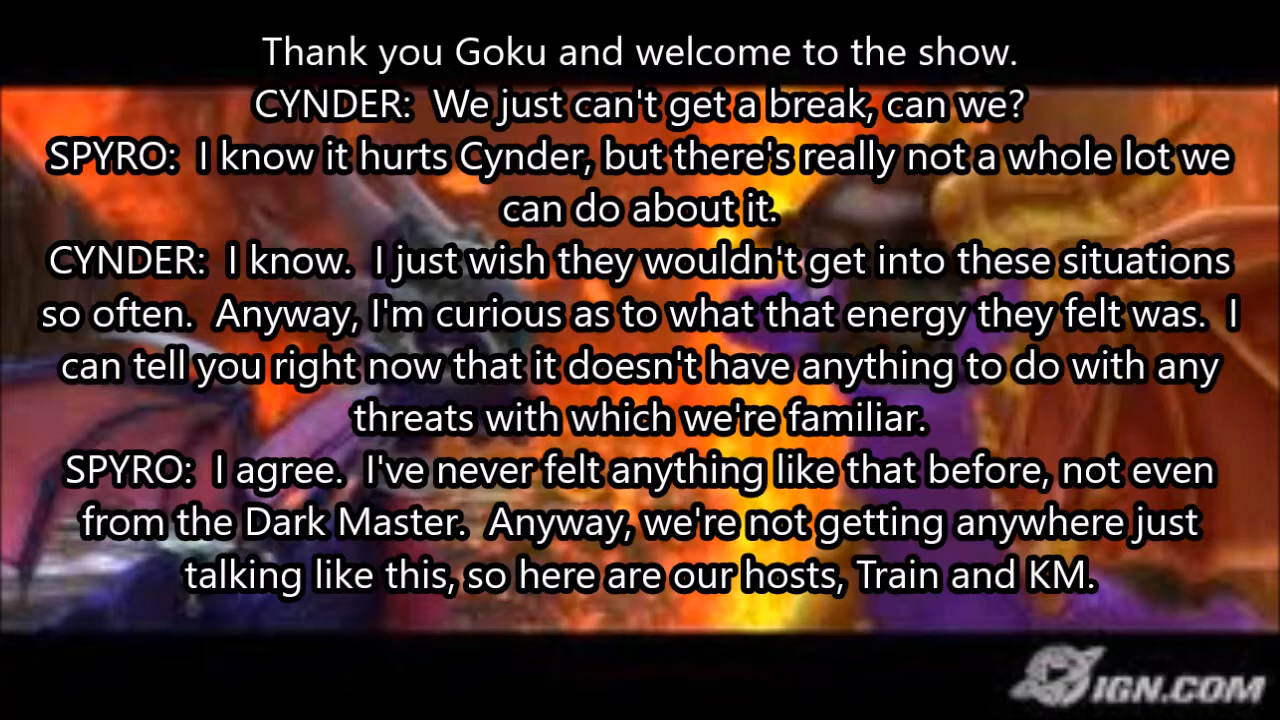 Thank you Goku and welcome to the show.
CYNDER:  We just can't get a break, can we?
SPYRO:  I know it hurts Cynder, but there's really not a whole lot we
can do about it.
CYNDER:  I know.  I just wish they wouldn't get into these situations
so often.  Anyway, I'm curious as to what that energy they felt was.  I
can tell you right now that it doesn't have anything to do with any
threats with which we're familiar.
SPYRO:  I agree.  I've never felt anything like that before, not even
from the Dark Master.  Anyway, we're not getting anywhere just
talking like this, so here are our hosts, Train and KM.
IGN.COM